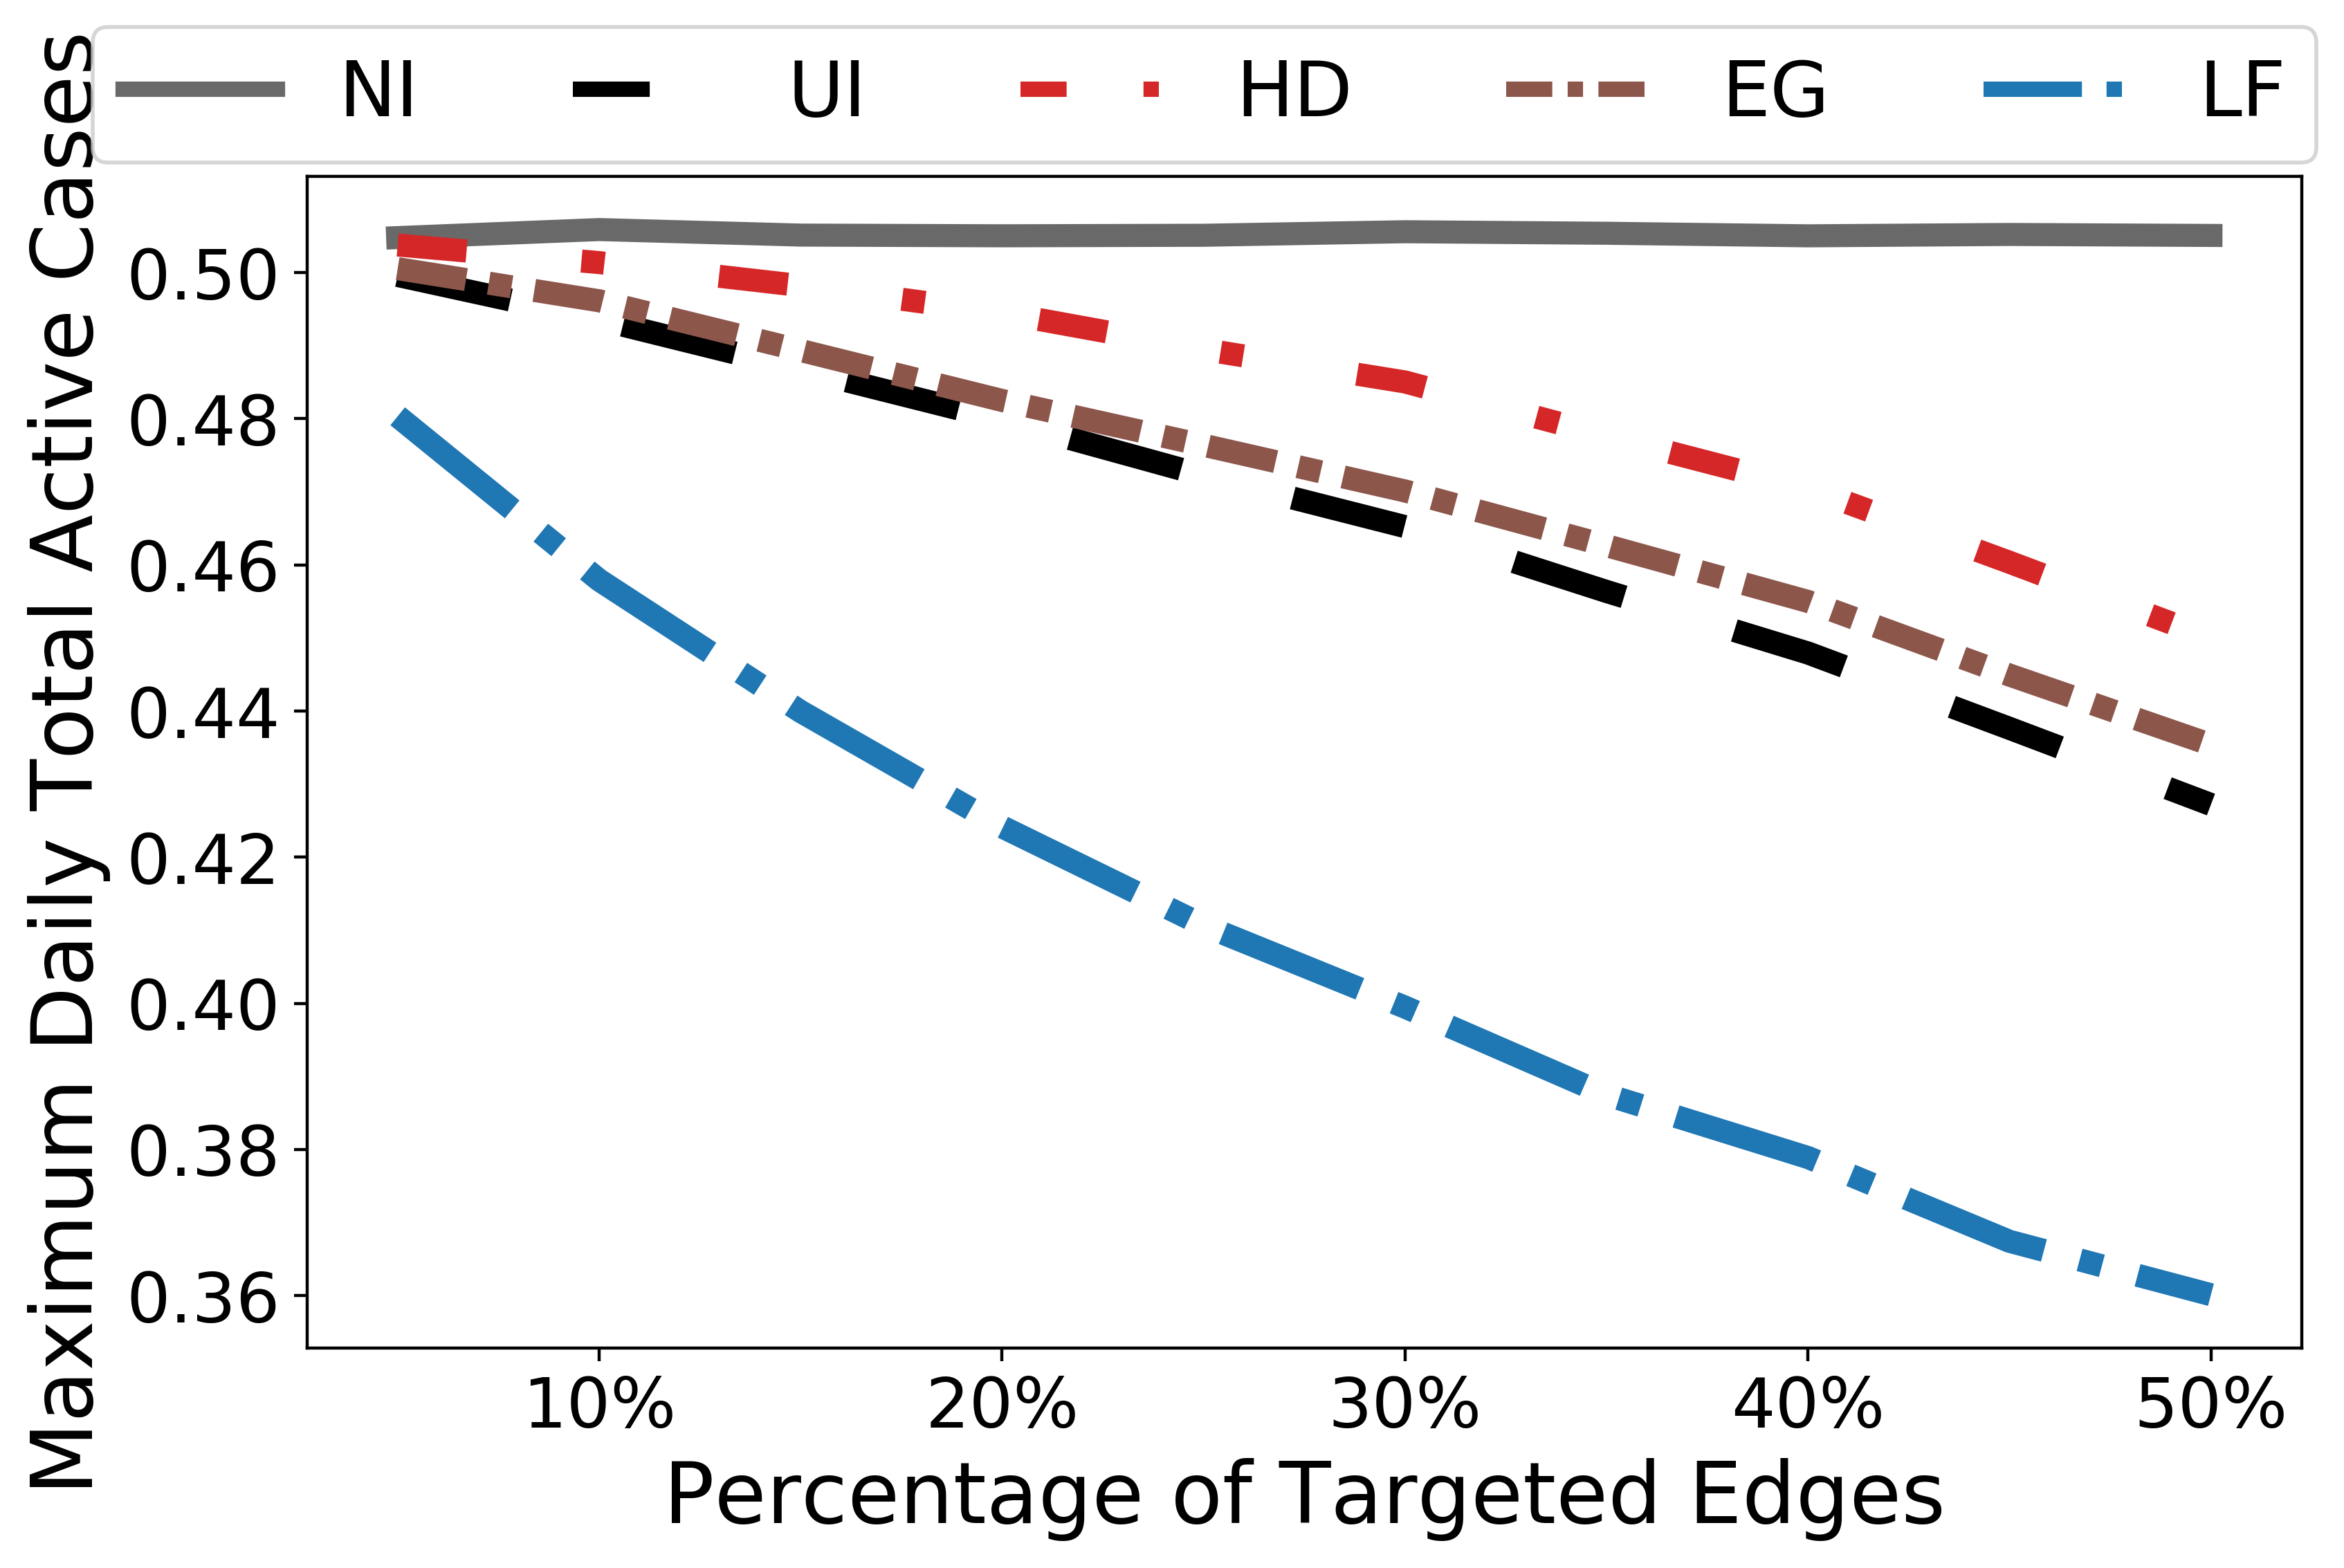 NI UI HD EG LF
Maximum Daily Total Active Cases
0.50
0.48
0.46
0.44
0.42
0.40
0.38
0.36
10% 20% 30% 40% 50%
Percentage of Targeted Edges